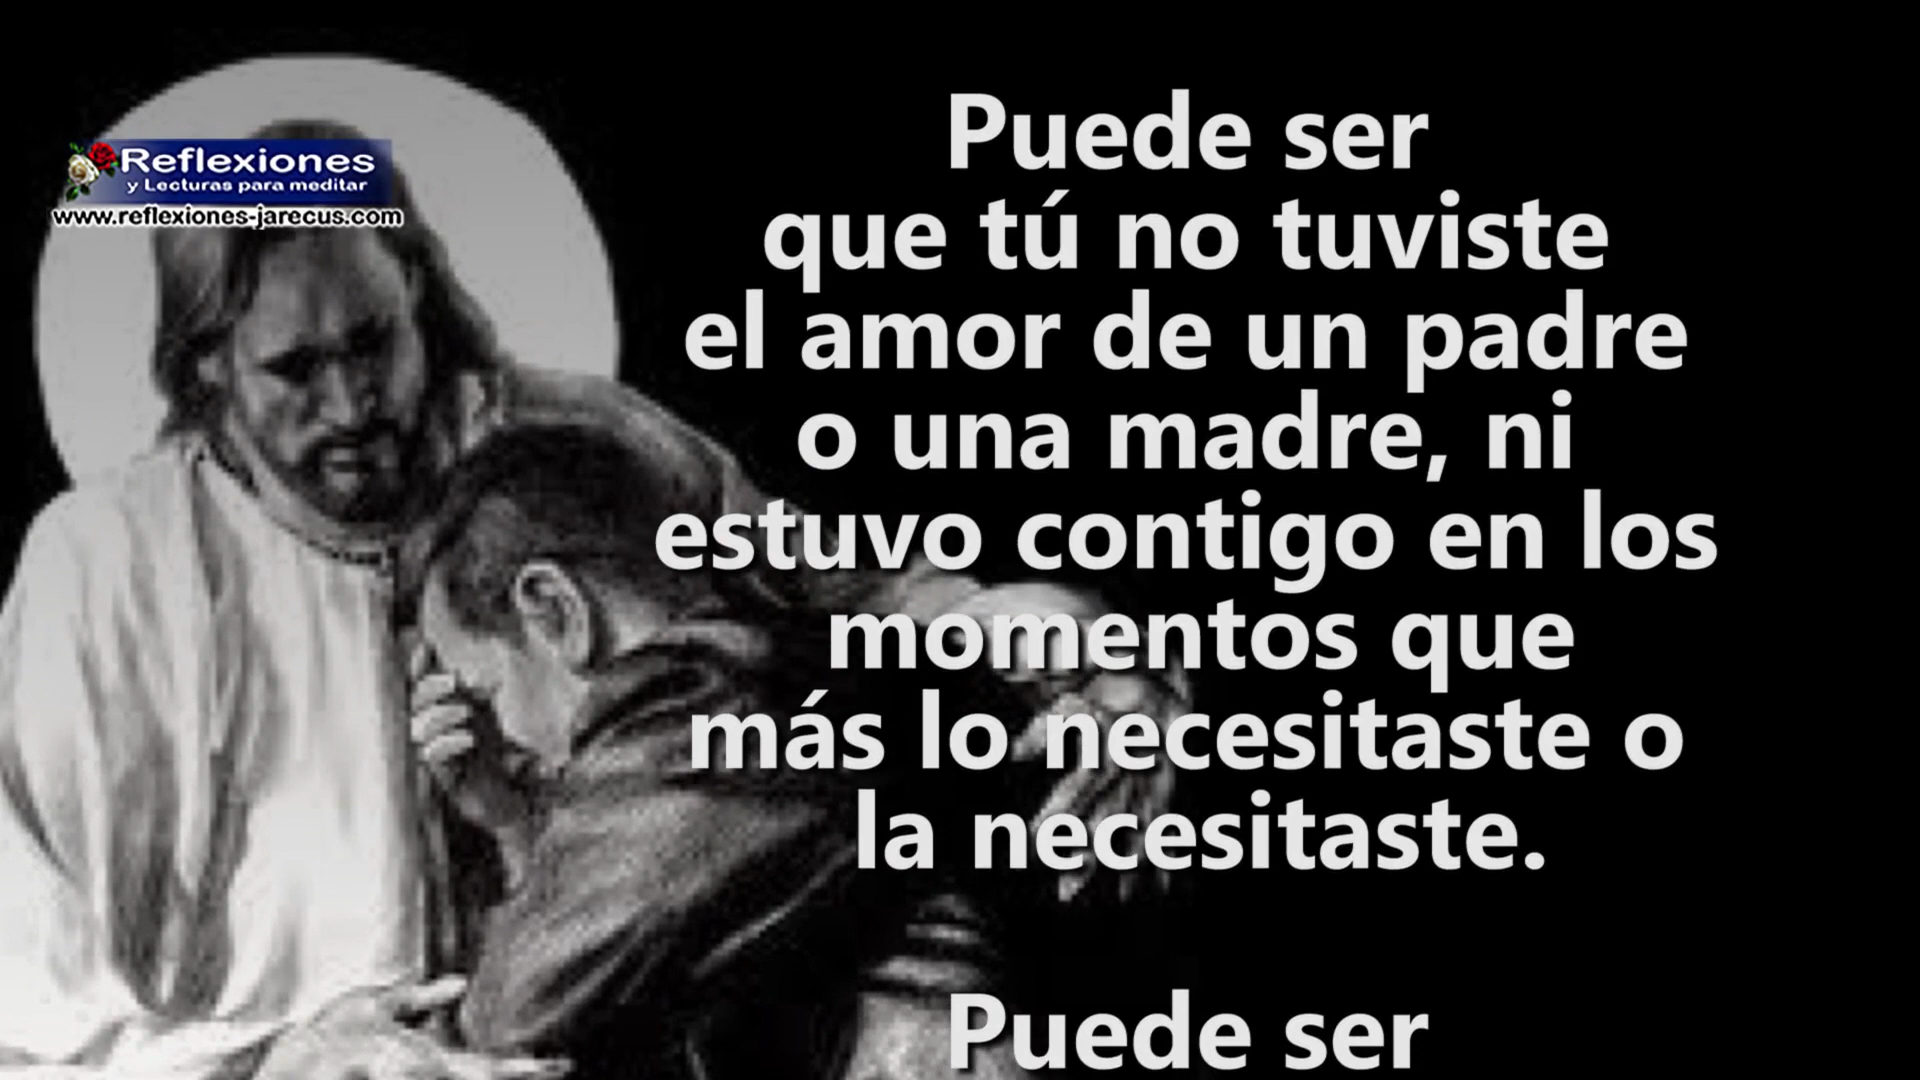 Reflexiones
y Lecturas para meditar
www.reflexiones-jarecus.com
Puede ser
que tú no tuviste
el amor de un padre
o una madre, ni
estuvo contigo en los
momentos que
más lo necesitaste o
la necesitaste.
Puede ser